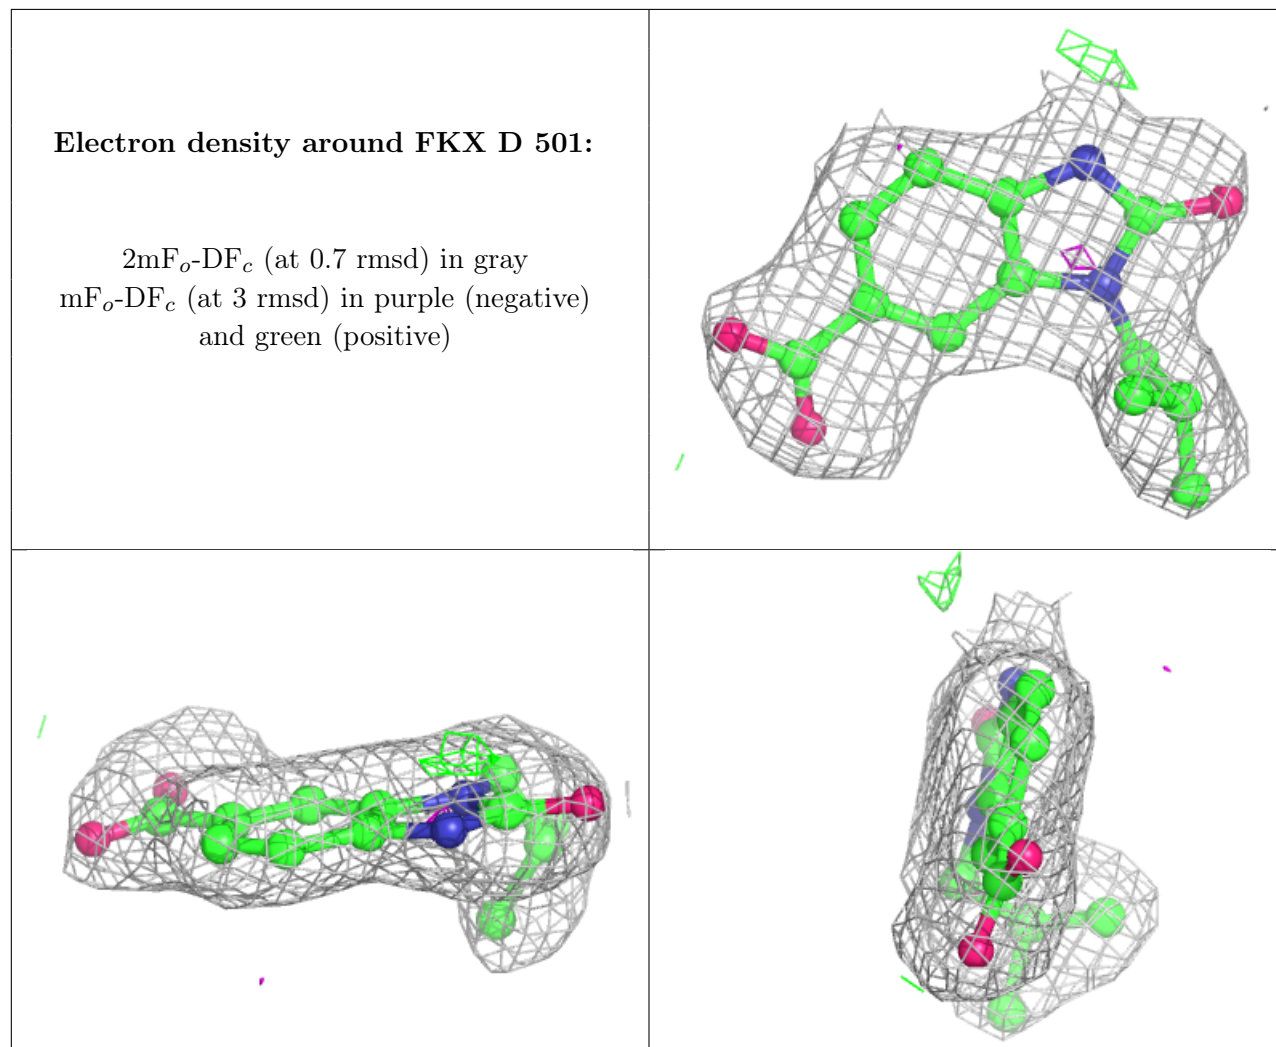 Electron density around FKX D 501:
2mFo-DFc (at 0.7 rmsd) in gray
mFo-DFc (at 3 rmsd) in purple (negative)
and green (positive)